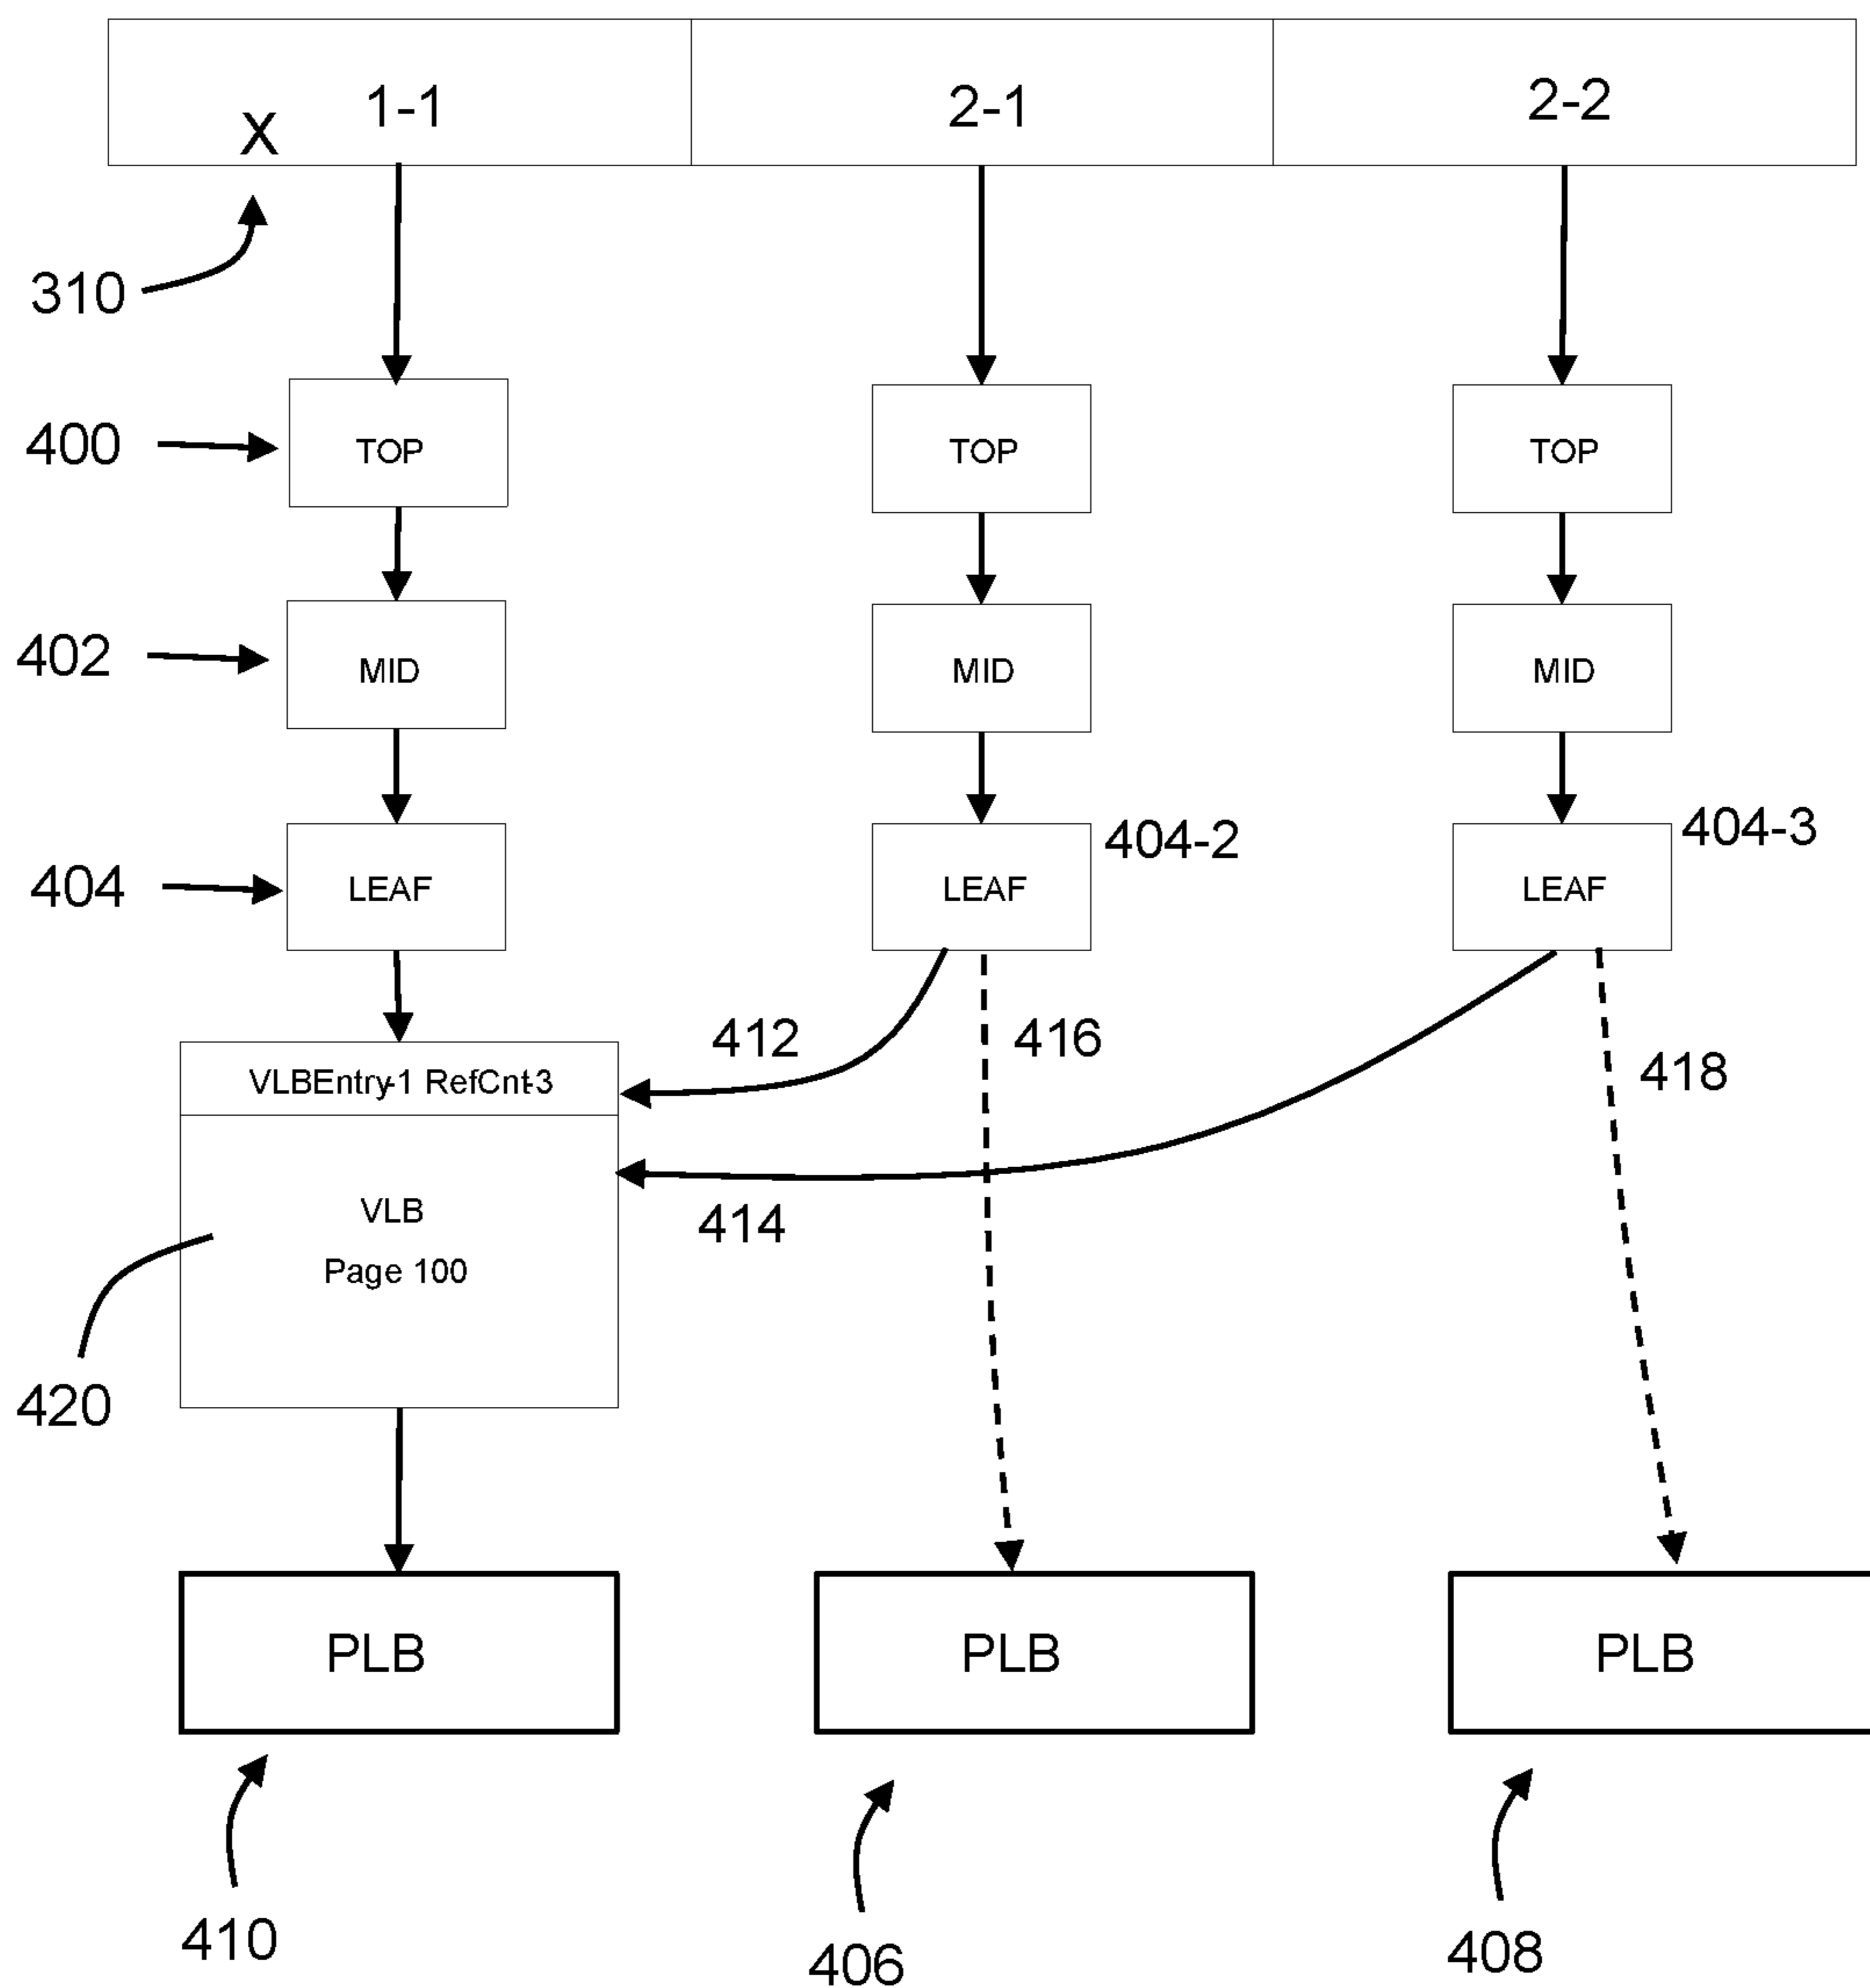 1-1
2-1
2-2
X
310
400
TOP
TOP
TOP
402
MID
MID
MID
404-2
404-3
404
LEAF
LEAF
LEAF
412
416
418
VLBEntry-1 RefCnt-3
414
VLB
Page 100
420
PLB
PLB
PLB
410
406
408